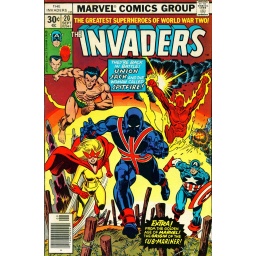 MARVEL COMICS GROUP
THE
INVADERS
30¢
20
THE GREATEST SUPERHEROES OF WORLD WAR TWO!
THE
INVADERS
THEY'RE BACK
IN BATTLE!
UNION
JACK AND THE
WOMAN CALLED
SPITFIRE!
EXTRA!
FROM THE GOLDEN
AGE OF MARVEL!
THE ORIGIN OF THE
SUB-MARINER!